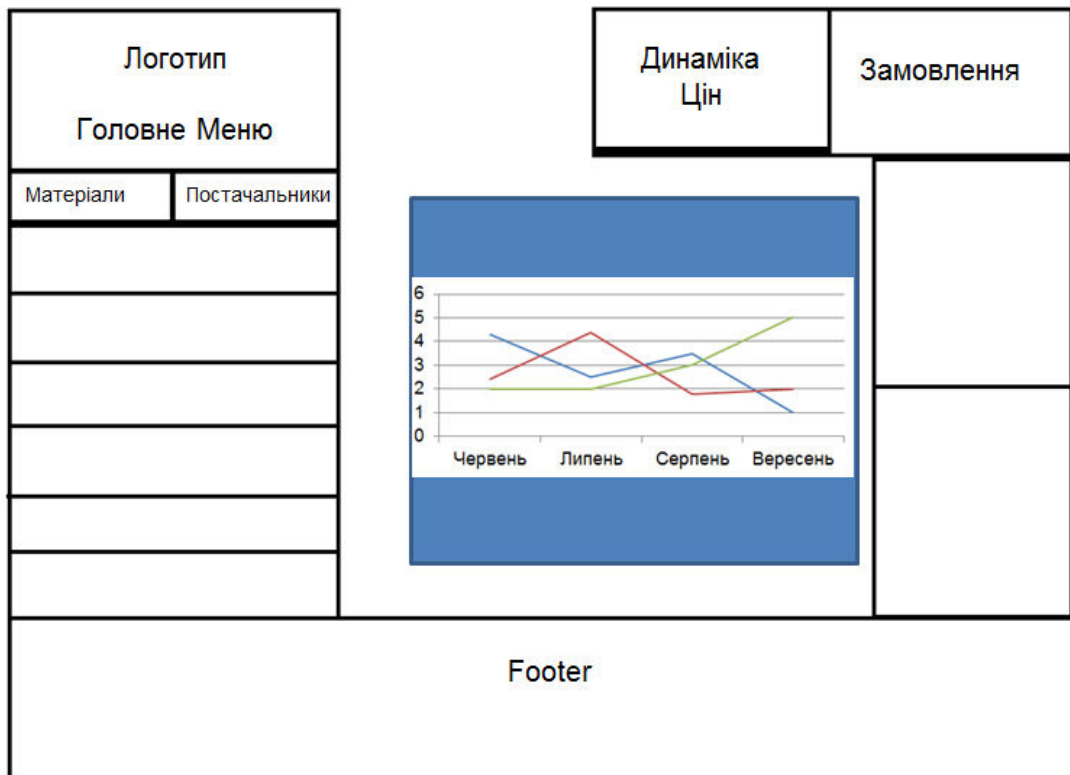 Логотип
Головне Меню
Динаміка
Цін
Замовлення
Матеріали
Постачальники
6
5
4
3
2
1
0
Червень
Липень
Серпень
Вересень
Footer